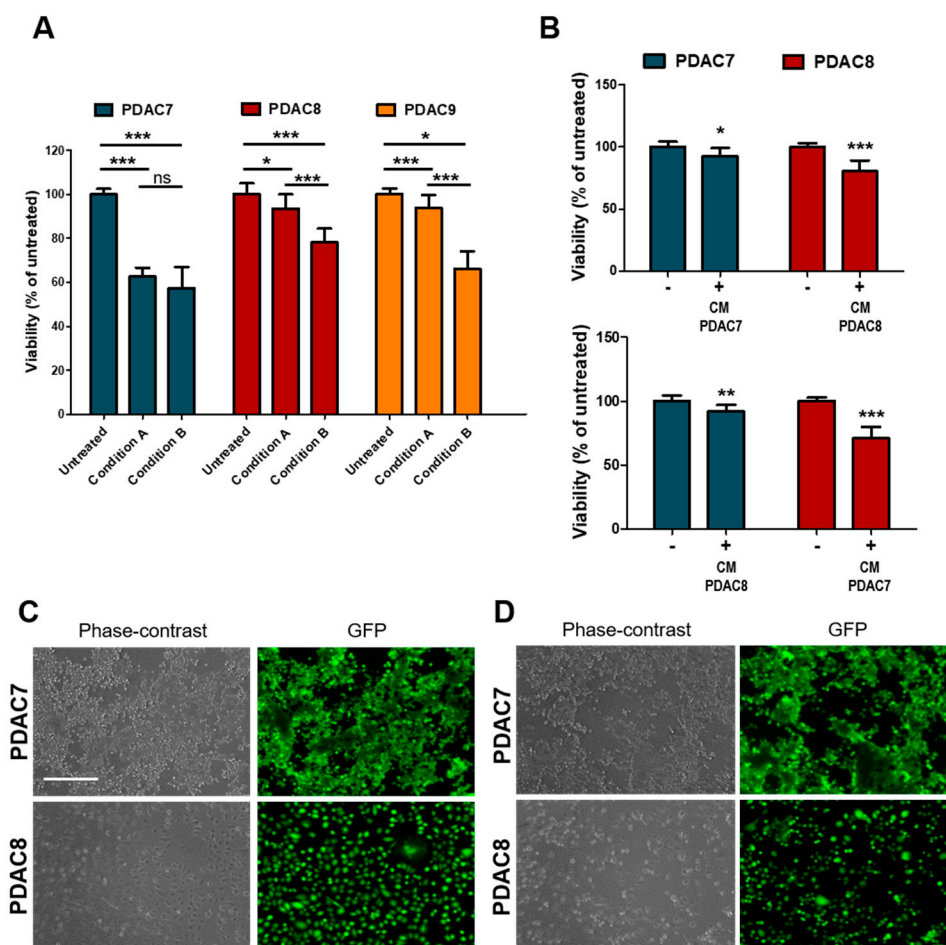 A
PDAC7 PDAC8 PDAC9
*** *** *
*** * ***
ns *** ***
Viability (% of untreated)
120
100
80
60
40
20
0
Untreated Condition A Condition B Untreated Condition A Condition B Untreated Condition A Condition B
B
PDAC7 PDAC8
Viability (% of untreated)
150
100
50
0
* ***
- + - +
CM CM
PDAC7 PDAC8
Viability (% of untreated)
150
100
50
0
** ***
- + - +
CM CM
PDAC8 PDAC7
C
Phase-contrast GFP
PDAC7
PDAC8
D
Phase-contrast GFP
PDAC7
PDAC8